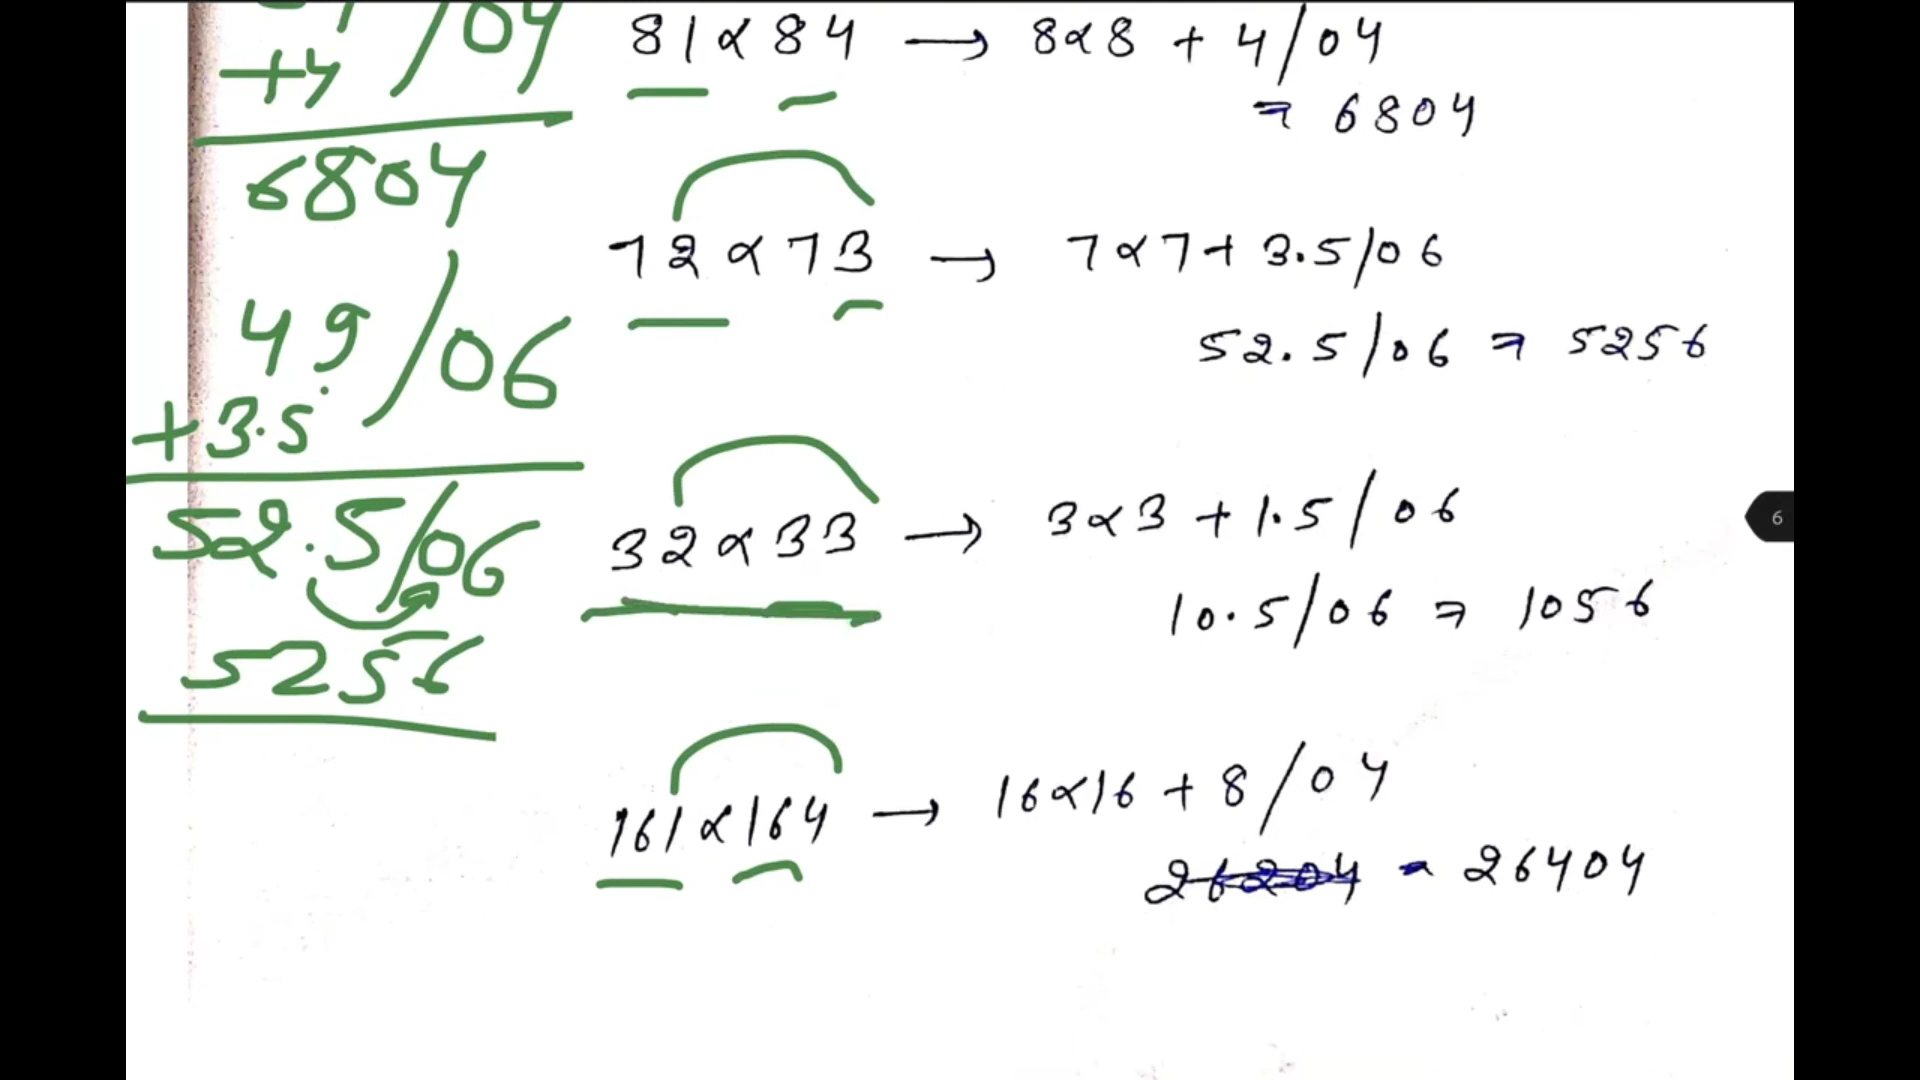 81 × 84 → 8×8 + 4/04
= 6804
72 × 73 → 7×7+ 3.5/06
52.5/06 = 5256
32 × 33 → 3×3 + 1.5/06
10.5/06 = 1056
161×164 → 16×16 + 8/04
26204 = 26404
/04
+4
6804
49/06
+3.5
52.5/06
5256
6